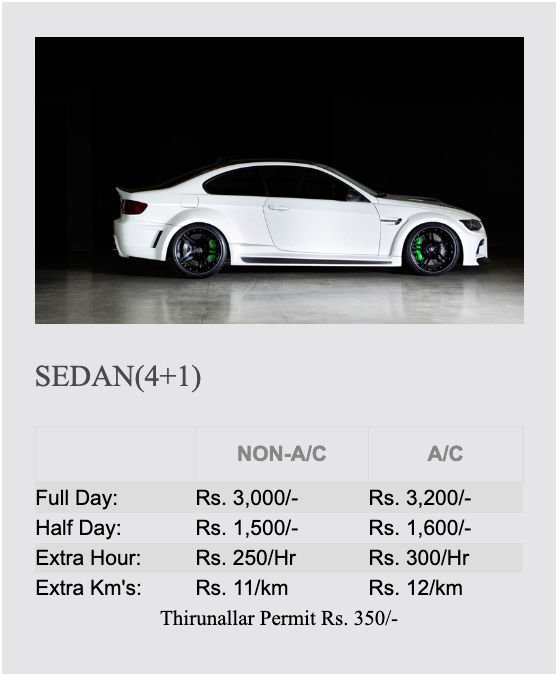 SEDAN(4+1)
NON-A/C A/C
Full Day: Rs. 3,000/- Rs. 3,200/-
Half Day: Rs. 1,500/- Rs. 1,600/-
Extra Hour: Rs. 250/Hr Rs. 300/Hr
Extra Km's: Rs. 11/km Rs. 12/km
Thirunallar Permit Rs. 350/-